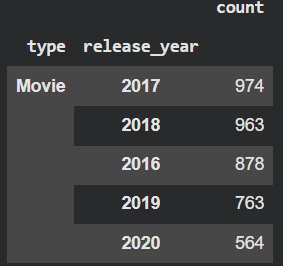 count
type release_year
Movie 2017 974
2018 963
2016 878
2019 763
2020 564